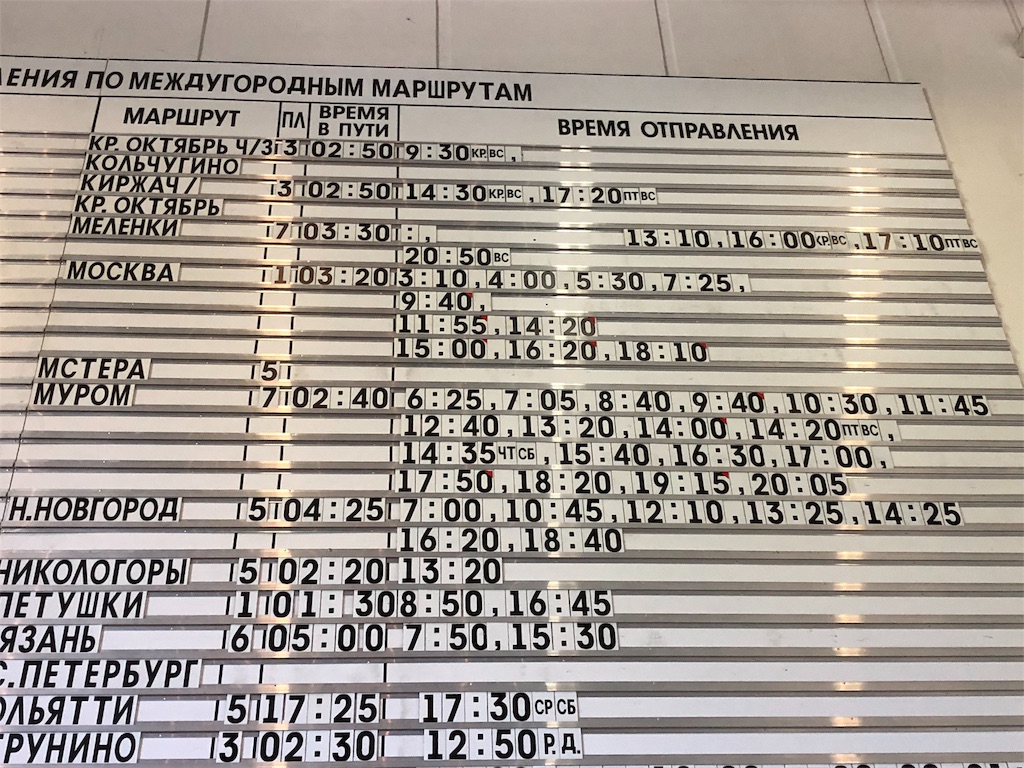 ЛЕНИЯ ПО МЕЖДУГОРОДНЫМ МАРШРУТАМ
МАРШРУТ ПЛ ВРЕМЯ В ПУТИ ВРЕМЯ ОТПРАВЛЕНИЯ
КР. ОКТЯБРЬ Ч/З 3 02:50 9:30 КР.ВС,
КОЛЬЧУГИНО
КИРЖАЧ / 3 02:50 14:30 КР.ВС, 17:20 ПТ ВС
КР. ОКТЯБРЬ
МЕЛЕНКИ 7 03:30 :, 13:10, 16:00 КР.ВС, 17:10 ПТ ВС
20:50 ВС
МОСКВА 1 03:20 3:10, 4:00, 5:30, 7:25,
9:40,
11:55, 14:20
15:00, 16:20, 18:10
МСТЕРА 5
МУРОМ 7 02:40 6:25, 7:05, 8:40, 9:40, 10:30, 11:45
12:40, 13:20, 14:00, 14:20 ПТ ВС,
14:35 ЧТ СБ, 15:40, 16:30, 17:00,
17:50, 18:20, 19:15, 20:05
Н.НОВГОРОД 5 04:25 7:00, 10:45, 12:10, 13:25, 14:25
16:20, 18:40
НИКОЛОГОРЫ 5 02:20 13:20
ПЕТУШКИ 1 01:30 8:50, 16:45
ЯЗАНЬ 6 05:00 7:50, 15:30
С.ПЕТЕРБУРГ
ОЛЬЯТТИ 5 17:25 17:30 СР СБ
ТРУНИНО 3 02:30 12:50 Р.Д.